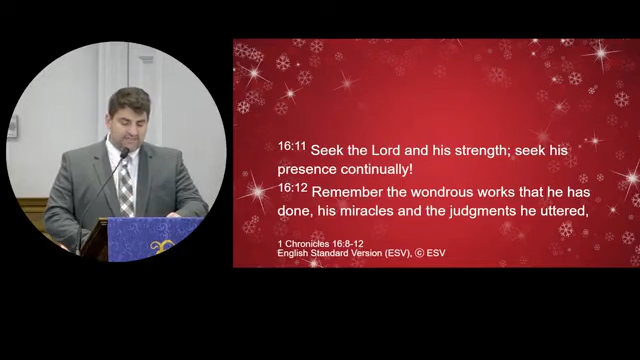 16:11 Seek the Lord and his strength; seek his
presence continually!
16:12 Remember the wondrous works that he has
done, his miracles and the judgments he uttered,
1 Chronicles 16:8-12
English Standard Version (ESV), ⓒ ESV